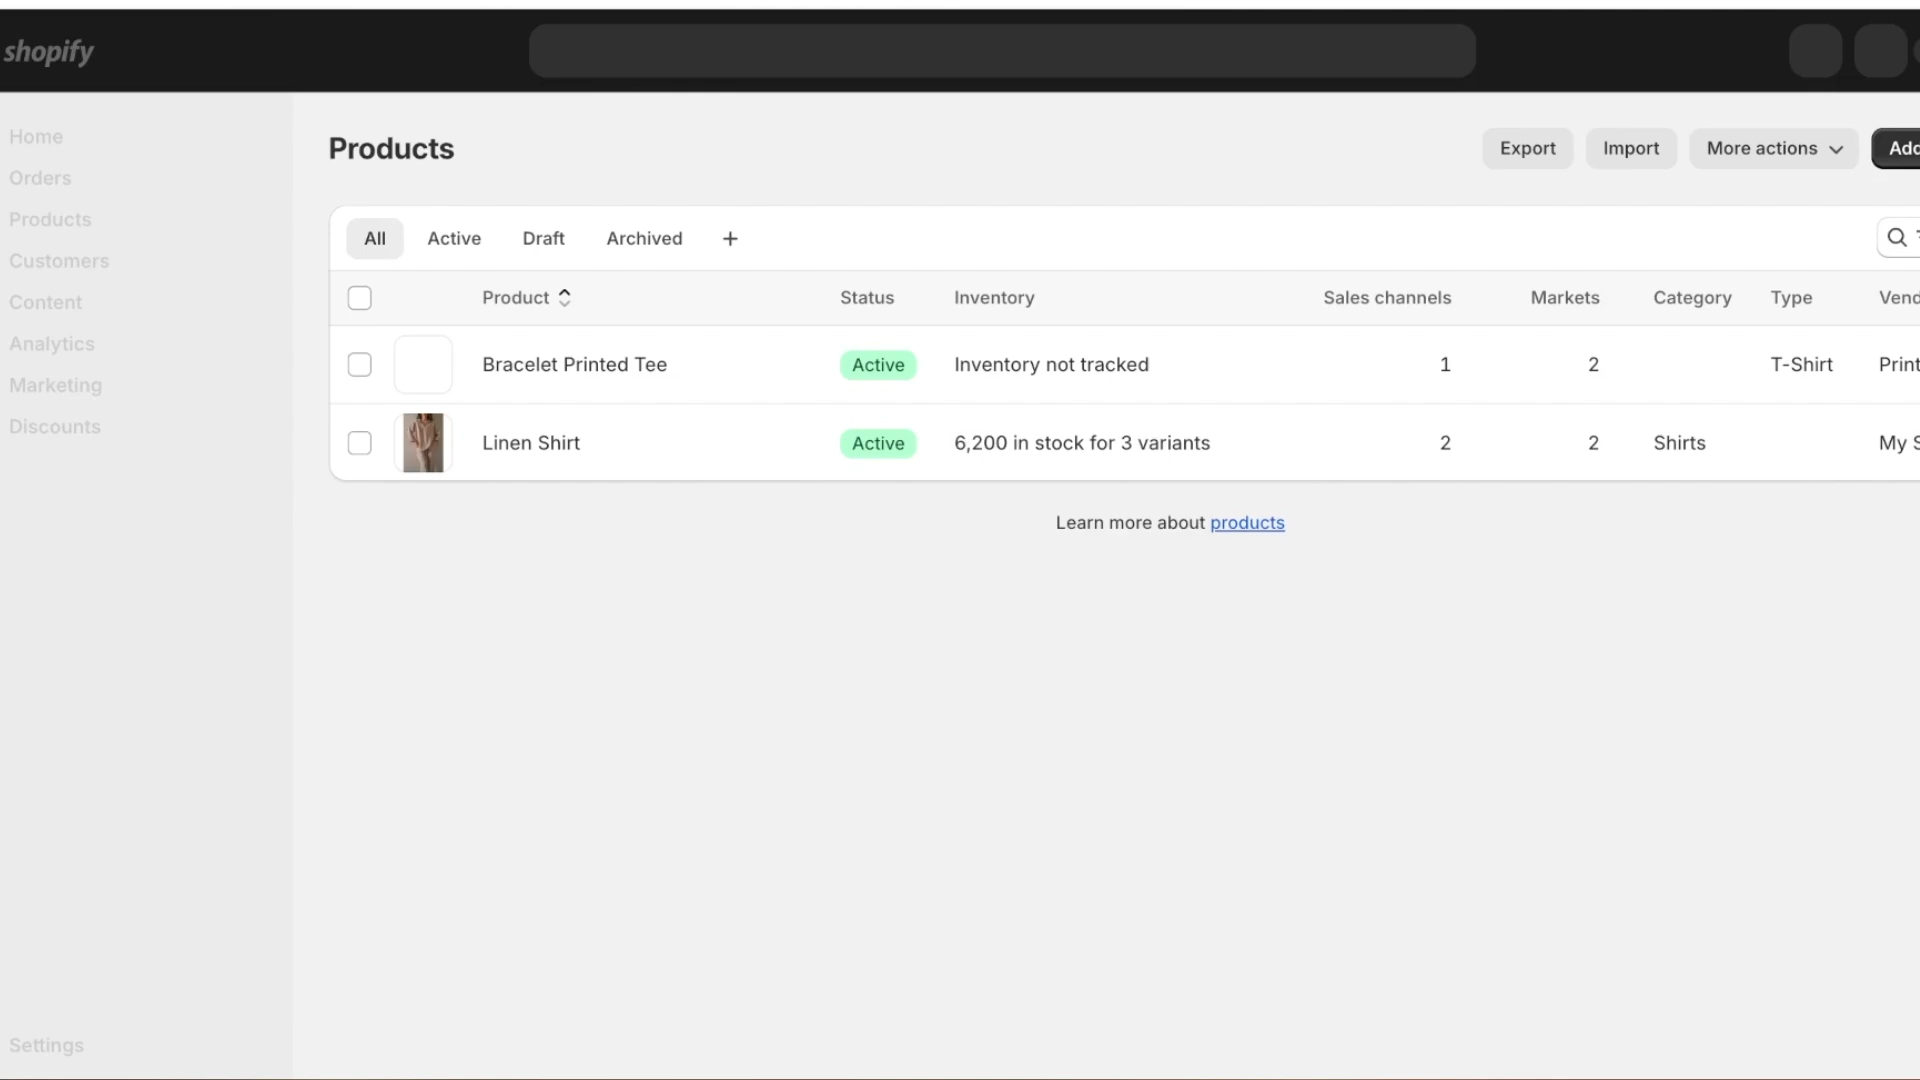 shopify
Home
Orders
Products
Customers
Content
Analytics
Marketing
Discounts
Settings
Products
Export Import More actions Add
All Active Draft Archived +
Product Status Inventory Sales channels Markets Category Type Vend
Bracelet Printed Tee Active Inventory not tracked 1 2 T-Shirt Print
Linen Shirt Active 6,200 in stock for 3 variants 2 2 Shirts My S
Learn more about products